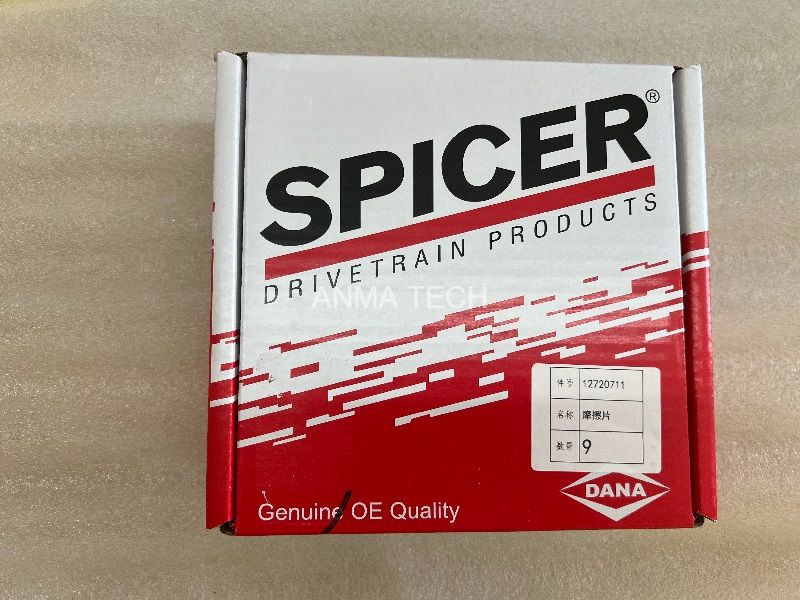 SPICER®
DRIVETRAIN PRODUCTS
ANMA TECH
件号 12720711
名称 摩擦片
数量 9
DANA
Genuine OE Quality